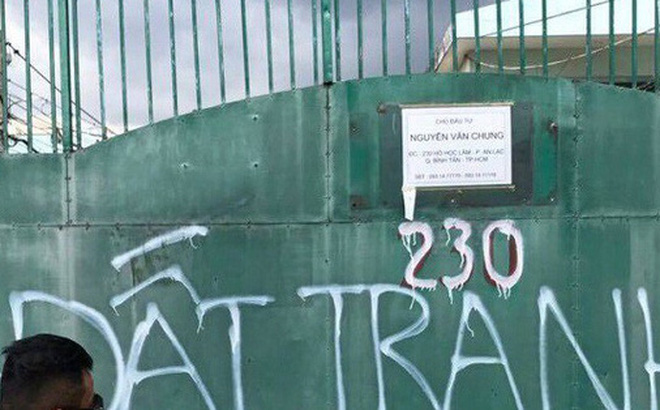 CHỦ ĐẦU TƯ
NGUYỄN VĂN CHUNG
ĐC : 230 HỒ HỌC LÃM - P. AN LẠC
Q. BÌNH TÂN - TP.HCM
230
ĐẤT TRANH